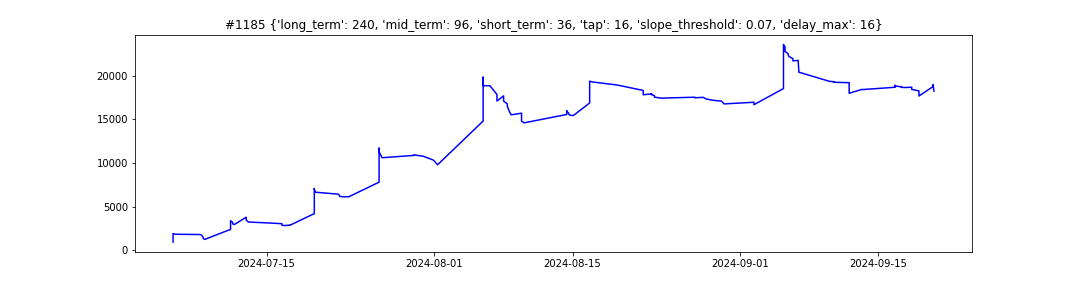 #1185 {'long_term': 240, 'mid_term': 96, 'short_term': 36, 'tap': 16, 'slope_threshold': 0.07, 'delay_max': 16}
20000
15000
10000
5000
0
2024-07-15 2024-08-01 2024-08-15 2024-09-01 2024-09-15